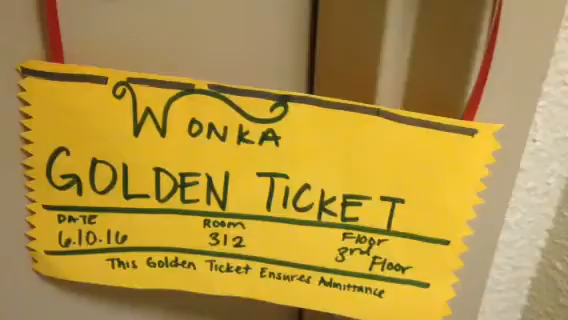 WONKA
GOLDEN TICKET
DATE ROOM Floor
6.10.16 312 3rd Floor
This Golden Ticket Ensures Admittance